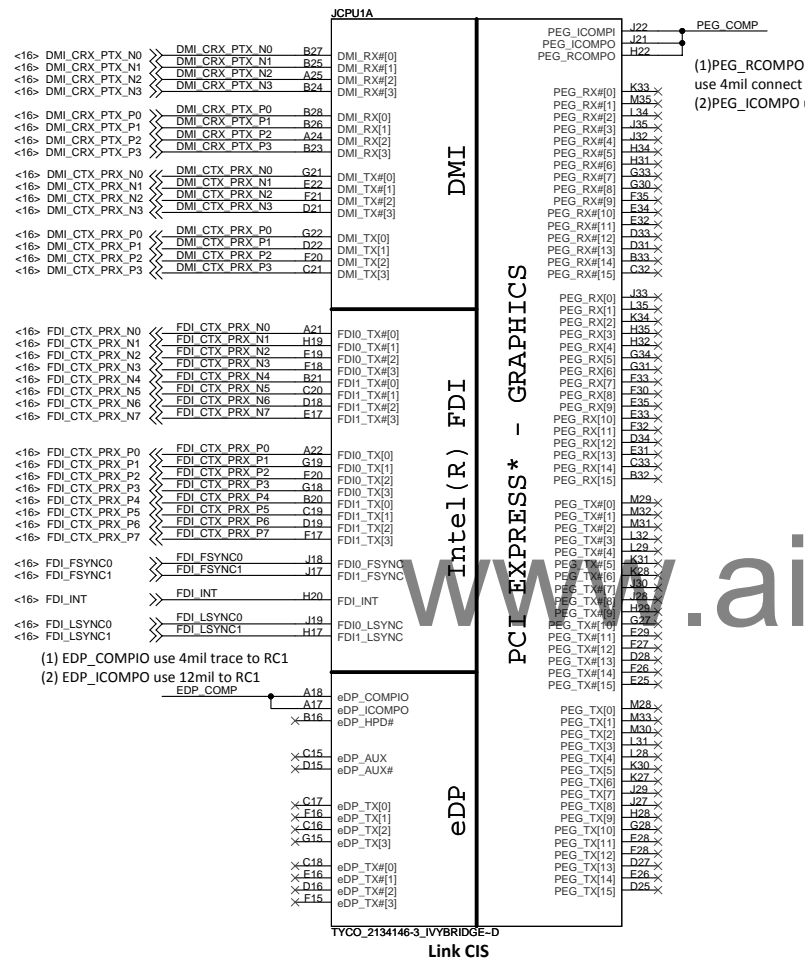 JCPU1A
<16> DMI_CRX_PTX_N0 DMI_CRX_PTX_N0 B27 DMI_RX#[0]
<16> DMI_CRX_PTX_N1 DMI_CRX_PTX_N1 B25 DMI_RX#[1]
<16> DMI_CRX_PTX_N2 DMI_CRX_PTX_N2 A25 DMI_RX#[2]
<16> DMI_CRX_PTX_N3 DMI_CRX_PTX_N3 B24 DMI_RX#[3]
<16> DMI_CRX_PTX_P0 DMI_CRX_PTX_P0 B28 DMI_RX[0]
<16> DMI_CRX_PTX_P1 DMI_CRX_PTX_P1 B26 DMI_RX[1]
<16> DMI_CRX_PTX_P2 DMI_CRX_PTX_P2 A24 DMI_RX[2]
<16> DMI_CRX_PTX_P3 DMI_CRX_PTX_P3 B23 DMI_RX[3]
<16> DMI_CTX_PRX_N0 DMI_CTX_PRX_N0 G21 DMI_TX#[0]
<16> DMI_CTX_PRX_N1 DMI_CTX_PRX_N1 E22 DMI_TX#[1]
<16> DMI_CTX_PRX_N2 DMI_CTX_PRX_N2 F21 DMI_TX#[2]
<16> DMI_CTX_PRX_N3 DMI_CTX_PRX_N3 D21 DMI_TX#[3]
<16> DMI_CTX_PRX_P0 DMI_CTX_PRX_P0 G22 DMI_TX[0]
<16> DMI_CTX_PRX_P1 DMI_CTX_PRX_P1 D22 DMI_TX[1]
<16> DMI_CTX_PRX_P2 DMI_CTX_PRX_P2 F20 DMI_TX[2]
<16> DMI_CTX_PRX_P3 DMI_CTX_PRX_P3 C21 DMI_TX[3]
DMI
<16> FDI_CTX_PRX_N0 FDI_CTX_PRX_N0 A21 FDI0_TX#[0]
<16> FDI_CTX_PRX_N1 FDI_CTX_PRX_N1 H19 FDI0_TX#[1]
<16> FDI_CTX_PRX_N2 FDI_CTX_PRX_N2 E19 FDI0_TX#[2]
<16> FDI_CTX_PRX_N3 FDI_CTX_PRX_N3 F18 FDI0_TX#[3]
<16> FDI_CTX_PRX_N4 FDI_CTX_PRX_N4 B21 FDI1_TX#[0]
<16> FDI_CTX_PRX_N5 FDI_CTX_PRX_N5 C20 FDI1_TX#[1]
<16> FDI_CTX_PRX_N6 FDI_CTX_PRX_N6 D18 FDI1_TX#[2]
<16> FDI_CTX_PRX_N7 FDI_CTX_PRX_N7 E17 FDI1_TX#[3]
<16> FDI_CTX_PRX_P0 FDI_CTX_PRX_P0 A22 FDI0_TX[0]
<16> FDI_CTX_PRX_P1 FDI_CTX_PRX_P1 G19 FDI0_TX[1]
<16> FDI_CTX_PRX_P2 FDI_CTX_PRX_P2 E20 FDI0_TX[2]
<16> FDI_CTX_PRX_P3 FDI_CTX_PRX_P3 G18 FDI0_TX[3]
<16> FDI_CTX_PRX_P4 FDI_CTX_PRX_P4 B20 FDI1_TX[0]
<16> FDI_CTX_PRX_P5 FDI_CTX_PRX_P5 C19 FDI1_TX[1]
<16> FDI_CTX_PRX_P6 FDI_CTX_PRX_P6 D19 FDI1_TX[2]
<16> FDI_CTX_PRX_P7 FDI_CTX_PRX_P7 F17 FDI1_TX[3]
<16> FDI_FSYNC0 FDI_FSYNC0 J18 FDI0_FSYNC
<16> FDI_FSYNC1 FDI_FSYNC1 J17 FDI1_FSYNC
<16> FDI_INT FDI_INT H20 FDI_INT
<16> FDI_LSYNC0 FDI_LSYNC0 J19 FDI0_LSYNC
<16> FDI_LSYNC1 FDI_LSYNC1 H17 FDI1_LSYNC
Intel(R) FDI
(1) EDP_COMPIO use 4mil trace to RC1
(2) EDP_ICOMPO use 12mil to RC1
EDP_COMP A18 eDP_COMPIO
A17 eDP_ICOMPO
B16 eDP_HPD#
C15 eDP_AUX
D15 eDP_AUX#
C17 eDP_TX[0]
F16 eDP_TX[1]
C16 eDP_TX[2]
G15 eDP_TX[3]
C18 eDP_TX#[0]
E16 eDP_TX#[1]
D16 eDP_TX#[2]
F15 eDP_TX#[3]
eDP
PCI EXPRESS* - GRAPHICS
PEG_ICOMPI J22 PEG_COMP
PEG_ICOMPO J21
PEG_RCOMPO H22
(1)PEG_RCOMPO
use 4mil connect
(2)PEG_ICOMPO
PEG_RX#[0] K33
PEG_RX#[1] M35
PEG_RX#[2] L34
PEG_RX#[3] J35
PEG_RX#[4] J32
PEG_RX#[5] H34
PEG_RX#[6] H31
PEG_RX#[7] G33
PEG_RX#[8] G30
PEG_RX#[9] F35
PEG_RX#[10] E34
PEG_RX#[11] E32
PEG_RX#[12] D33
PEG_RX#[13] D31
PEG_RX#[14] B33
PEG_RX#[15] C32
PEG_RX[0] J33
PEG_RX[1] L35
PEG_RX[2] K34
PEG_RX[3] H35
PEG_RX[4] H32
PEG_RX[5] G34
PEG_RX[6] G31
PEG_RX[7] F33
PEG_RX[8] F30
PEG_RX[9] E35
PEG_RX[10] E33
PEG_RX[11] F32
PEG_RX[12] D34
PEG_RX[13] E31
PEG_RX[14] C33
PEG_RX[15] B32
PEG_TX#[0] M29
PEG_TX#[1] M32
PEG_TX#[2] M31
PEG_TX#[3] L32
PEG_TX#[4] L29
PEG_TX#[5] K31
PEG_TX#[6] K28
PEG_TX#[7] J30
PEG_TX#[8] J28
PEG_TX#[9] H29
PEG_TX#[10] G27
PEG_TX#[11] E29
PEG_TX#[12] F27
PEG_TX#[13] D28
PEG_TX#[14] F26
PEG_TX#[15] E25
PEG_TX[0] M28
PEG_TX[1] M33
PEG_TX[2] M30
PEG_TX[3] L31
PEG_TX[4] L28
PEG_TX[5] K30
PEG_TX[6] K27
PEG_TX[7] J29
PEG_TX[8] J27
PEG_TX[9] H28
PEG_TX[10] G28
PEG_TX[11] E28
PEG_TX[12] F28
PEG_TX[13] D27
PEG_TX[14] E26
PEG_TX[15] D25
www.ai
TYCO_2134146-3_IVYBRIDGE~D
Link CIS